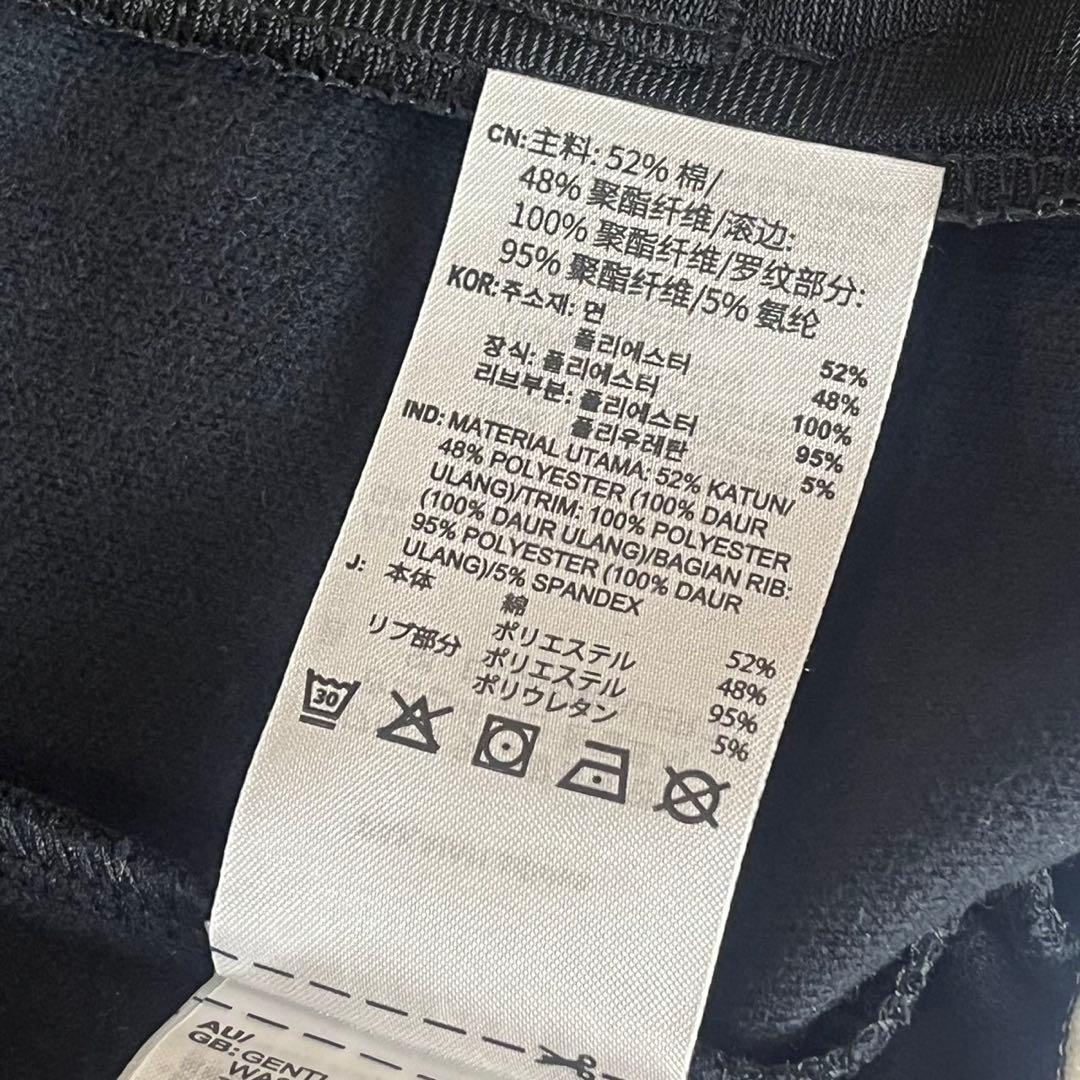 CN: 主料: 52% 棉/
48% 聚酯纤维/滚边:
100% 聚酯纤维/罗纹部分:
95% 聚酯纤维/5% 氨纶
KOR: 주소재: 면 52%
폴리에스터 48%
장식: 폴리에스터 100%
리브부분: 폴리에스터 95%
폴리우레탄 5%
IND: MATERIAL UTAMA: 52% KATUN/
48% POLYESTER (100% DAUR
ULANG)/TRIM: 100% POLYESTER
(100% DAUR ULANG)/BAGIAN RIB:
95% POLYESTER (100% DAUR
ULANG)/5% SPANDEX
J: 本体 綿 52%
ポリエステル 48%
リブ部分 ポリエステル 95%
ポリウレタン 5%
30
AU/
GB: GENTL
WAS